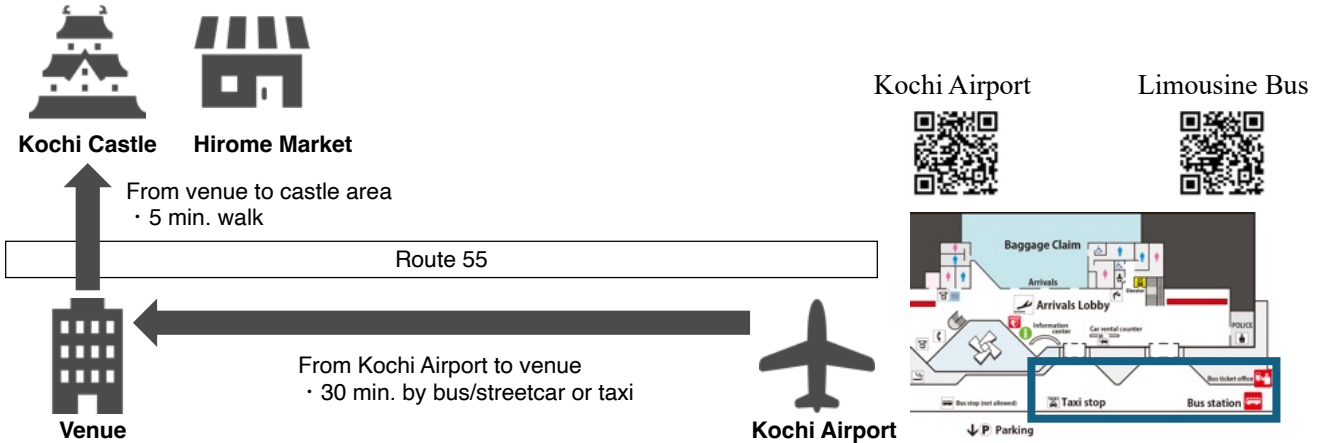 Kochi Castle
Hirome Market
From venue to castle area
・5 min. walk
Route 55
From Kochi Airport to venue
・30 min. by bus/streetcar or taxi
Venue
Kochi Airport
Kochi Airport
Limousine Bus
Baggage Claim
Arrivals
Elevator
Arrivals Lobby
Information
center
Car rental counter
POLICE
Bus ticket office
Bus stop (not allowed)
TAXI
Taxi stop
Bus station
P Parking